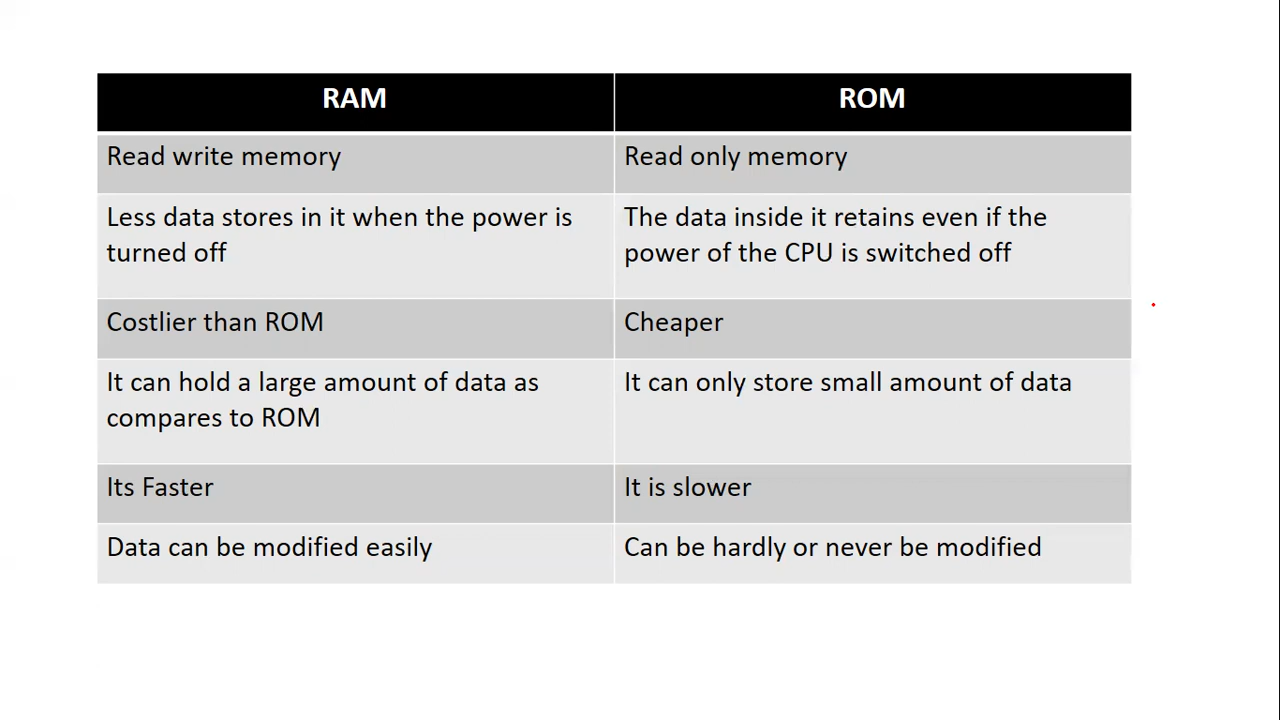 RAM
ROM
Read write memory
Read only memory
Less data stores in it when the power is
turned off
The data inside it retains even if the
power of the CPU is switched off
Costlier than ROM
Cheaper
It can hold a large amount of data as
compares to ROM
It can only store small amount of data
Its Faster
It is slower
Data can be modified easily
Can be hardly or never be modified